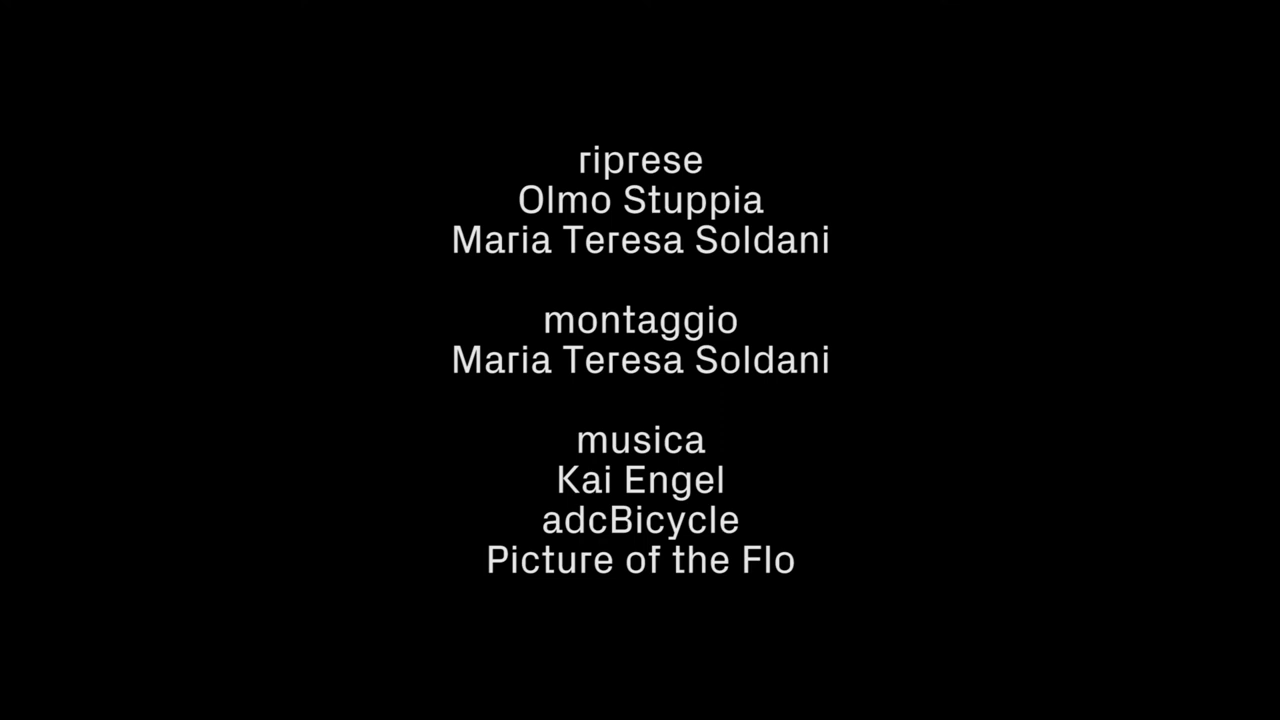 riprese
Olmo Stuppia
Maria Teresa Soldani
montaggio
Maria Teresa Soldani
musica
Kai Engel
adcBicycle
Picture of the Flo